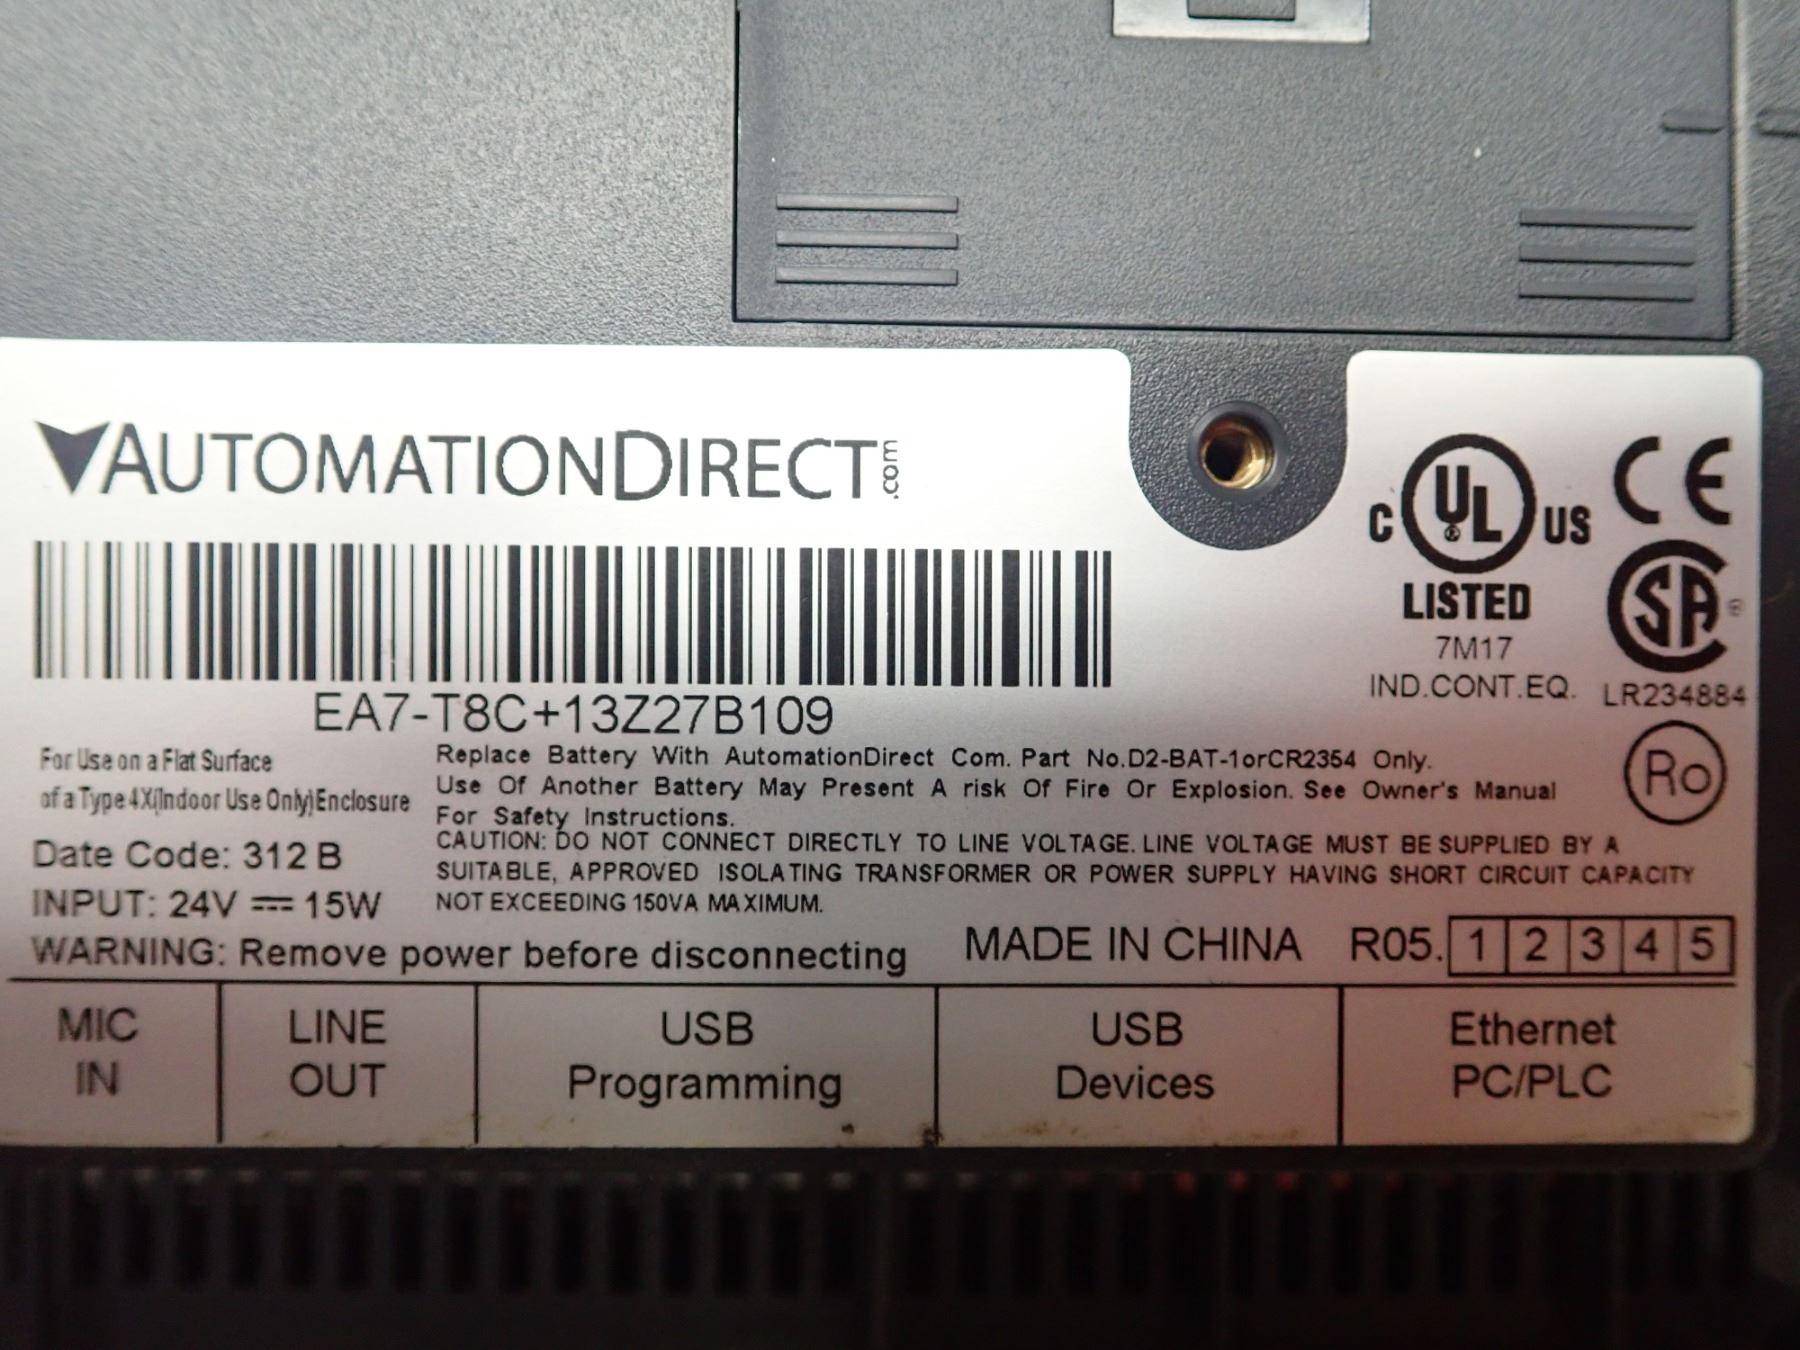 AUTOMATIONDIRECT.com
C UL® US
CE
LISTED
7M17
IND.CONT.EQ.
SA®
LR234884
EA7-T8C+13Z27B109
Ro
For Use on a Flat Surface
of a Type 4X(Indoor Use Only)Enclosure
Replace Battery With AutomationDirect Com. Part No.D2-BAT-1orCR2354 Only.
Use Of Another Battery May Present A risk Of Fire Or Explosion. See Owner's Manual
For Safety Instructions.
CAUTION: DO NOT CONNECT DIRECTLY TO LINE VOLTAGE. LINE VOLTAGE MUST BE SUPPLIED BY A
SUITABLE, APPROVED ISOLATING TRANSFORMER OR POWER SUPPLY HAVING SHORT CIRCUIT CAPACITY
NOT EXCEEDING 150VA MAXIMUM.
Date Code: 312 B
INPUT: 24V ⎓ 15W
WARNING: Remove power before disconnecting
MADE IN CHINA R05. 1 2 3 4 5
MIC
IN
LINE
OUT
USB
Programming
USB
Devices
Ethernet
PC/PLC